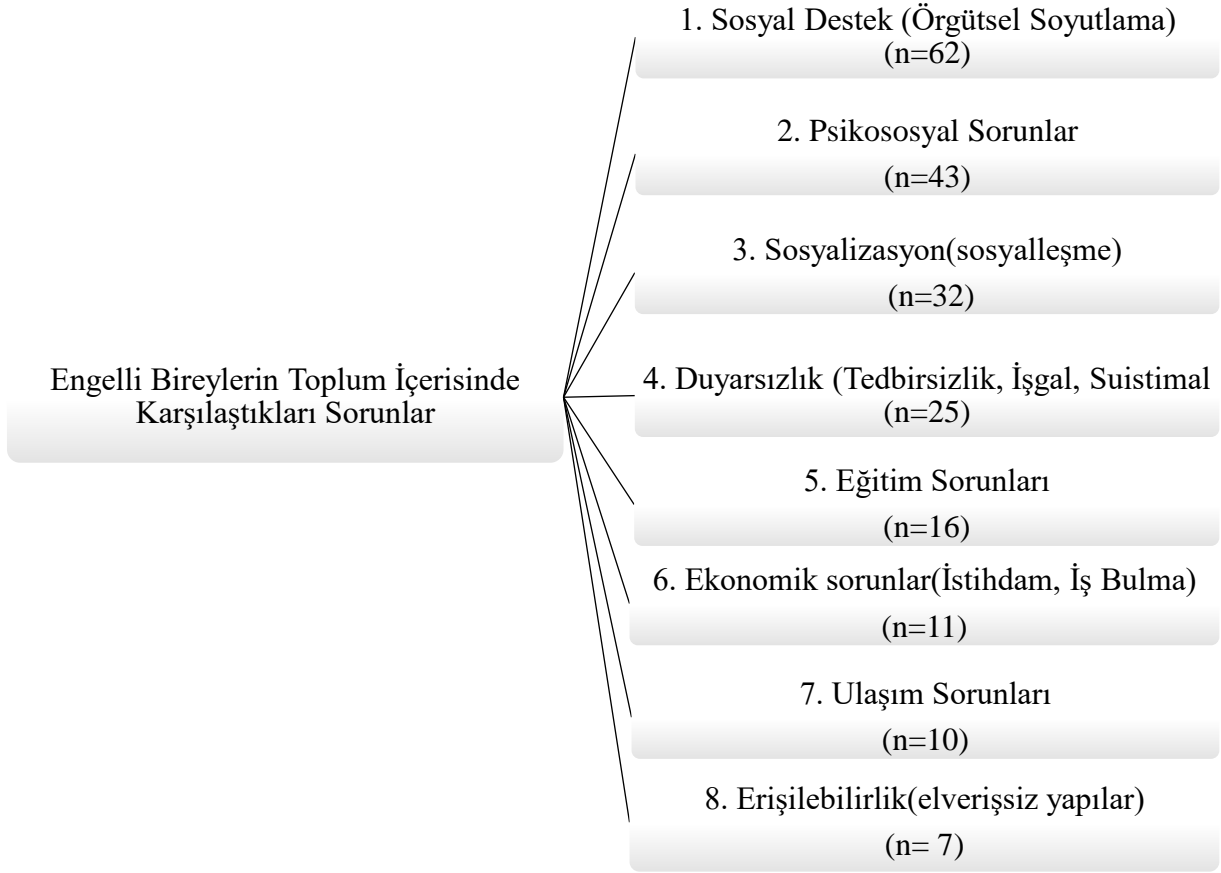 1. Sosyal Destek (Örgütsel Soyutlama)
(n=62)
2. Psikososyal Sorunlar
(n=43)
3. Sosyalizasyon(sosyalleşme)
(n=32)
Engelli Bireylerin Toplum İçerisinde
Karşılaştıkları Sorunlar
4. Duyarsızlık (Tedbirsizlik, İşgal, Suistimal
(n=25)
5. Eğitim Sorunları
(n=16)
6. Ekonomik sorunlar(İstihdam, İş Bulma)
(n=11)
7. Ulaşım Sorunları
(n=10)
8. Erişilebilirlik(elverişsiz yapılar)
(n= 7)